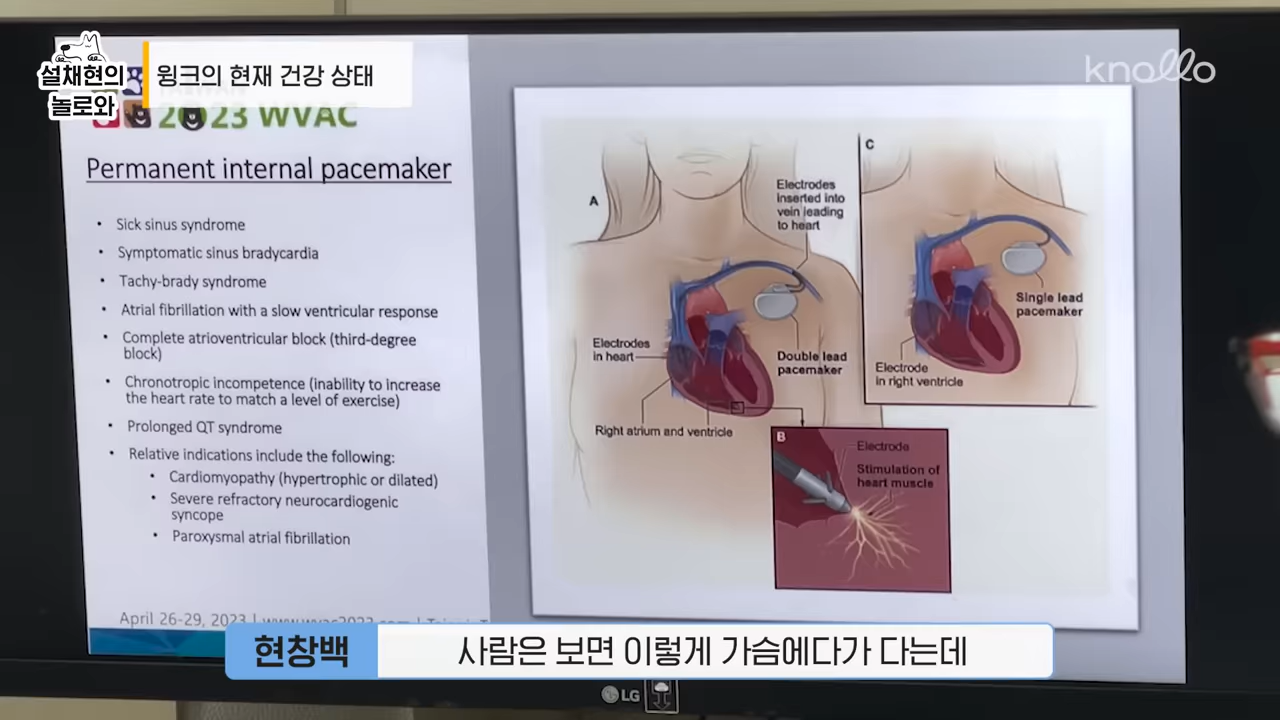 설채현의
놀로와
윙크의 현재 건강 상태
knollo
2023 WVAC
Permanent internal pacemaker
• Sick sinus syndrome
• Symptomatic sinus bradycardia
• Tachy-brady syndrome
• Atrial fibrillation with a slow ventricular response
• Complete atrioventricular block (third-degree
block)
• Chronotropic incompetence (inability to increase
the heart rate to match a level of exercise)
• Prolonged QT syndrome
• Relative indications include the following:
• Cardiomyopathy (hypertrophic or dilated)
• Severe refractory neurocardiogenic
syncope
• Paroxysmal atrial fibrillation
April 26-29, 2023 |
A
Electrodes
inserted into
vein leading
to heart
Electrodes
in heart
Double lead
pacemaker
Right atrium and ventricle
C
Single lead
pacemaker
Electrode
in right ventricle
B
Electrode
Stimulation of
heart muscle
현창백
사람은 보면 이렇게 가슴에다가 다는데
LG